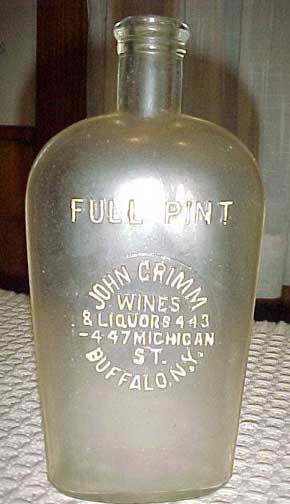 FULL PINT
JOHN GRIMM
WINES
& LIQUORS 443
-447 MICHIGAN
ST.
BUFFALO.N.Y.